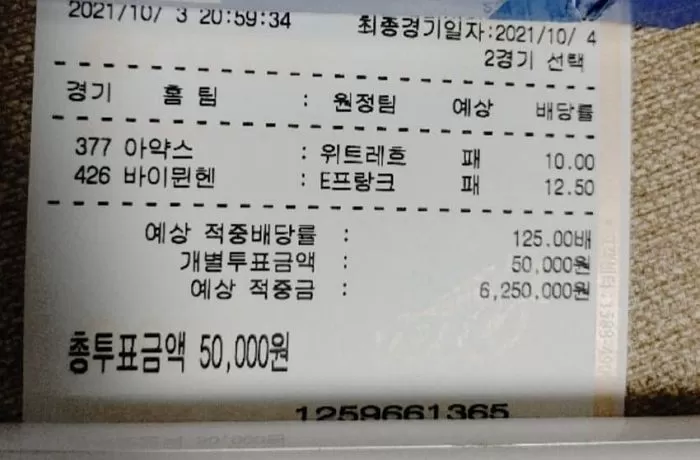 2021/10/ 3 20:59:34
최종경기일자:2021/10/ 4
2경기 선택
경기 홈 팀 : 원정팀 예상 배당률
377 아약스 : 위트레흐 패 10.00
426 바이뮌헨 : E프랑크 패 12.50
예상 적중배당률 : 125.00배
개별투표금액 : 50,000원
예상 적중금 : 6,250,000원
총투표금액 50,000원
1259661365